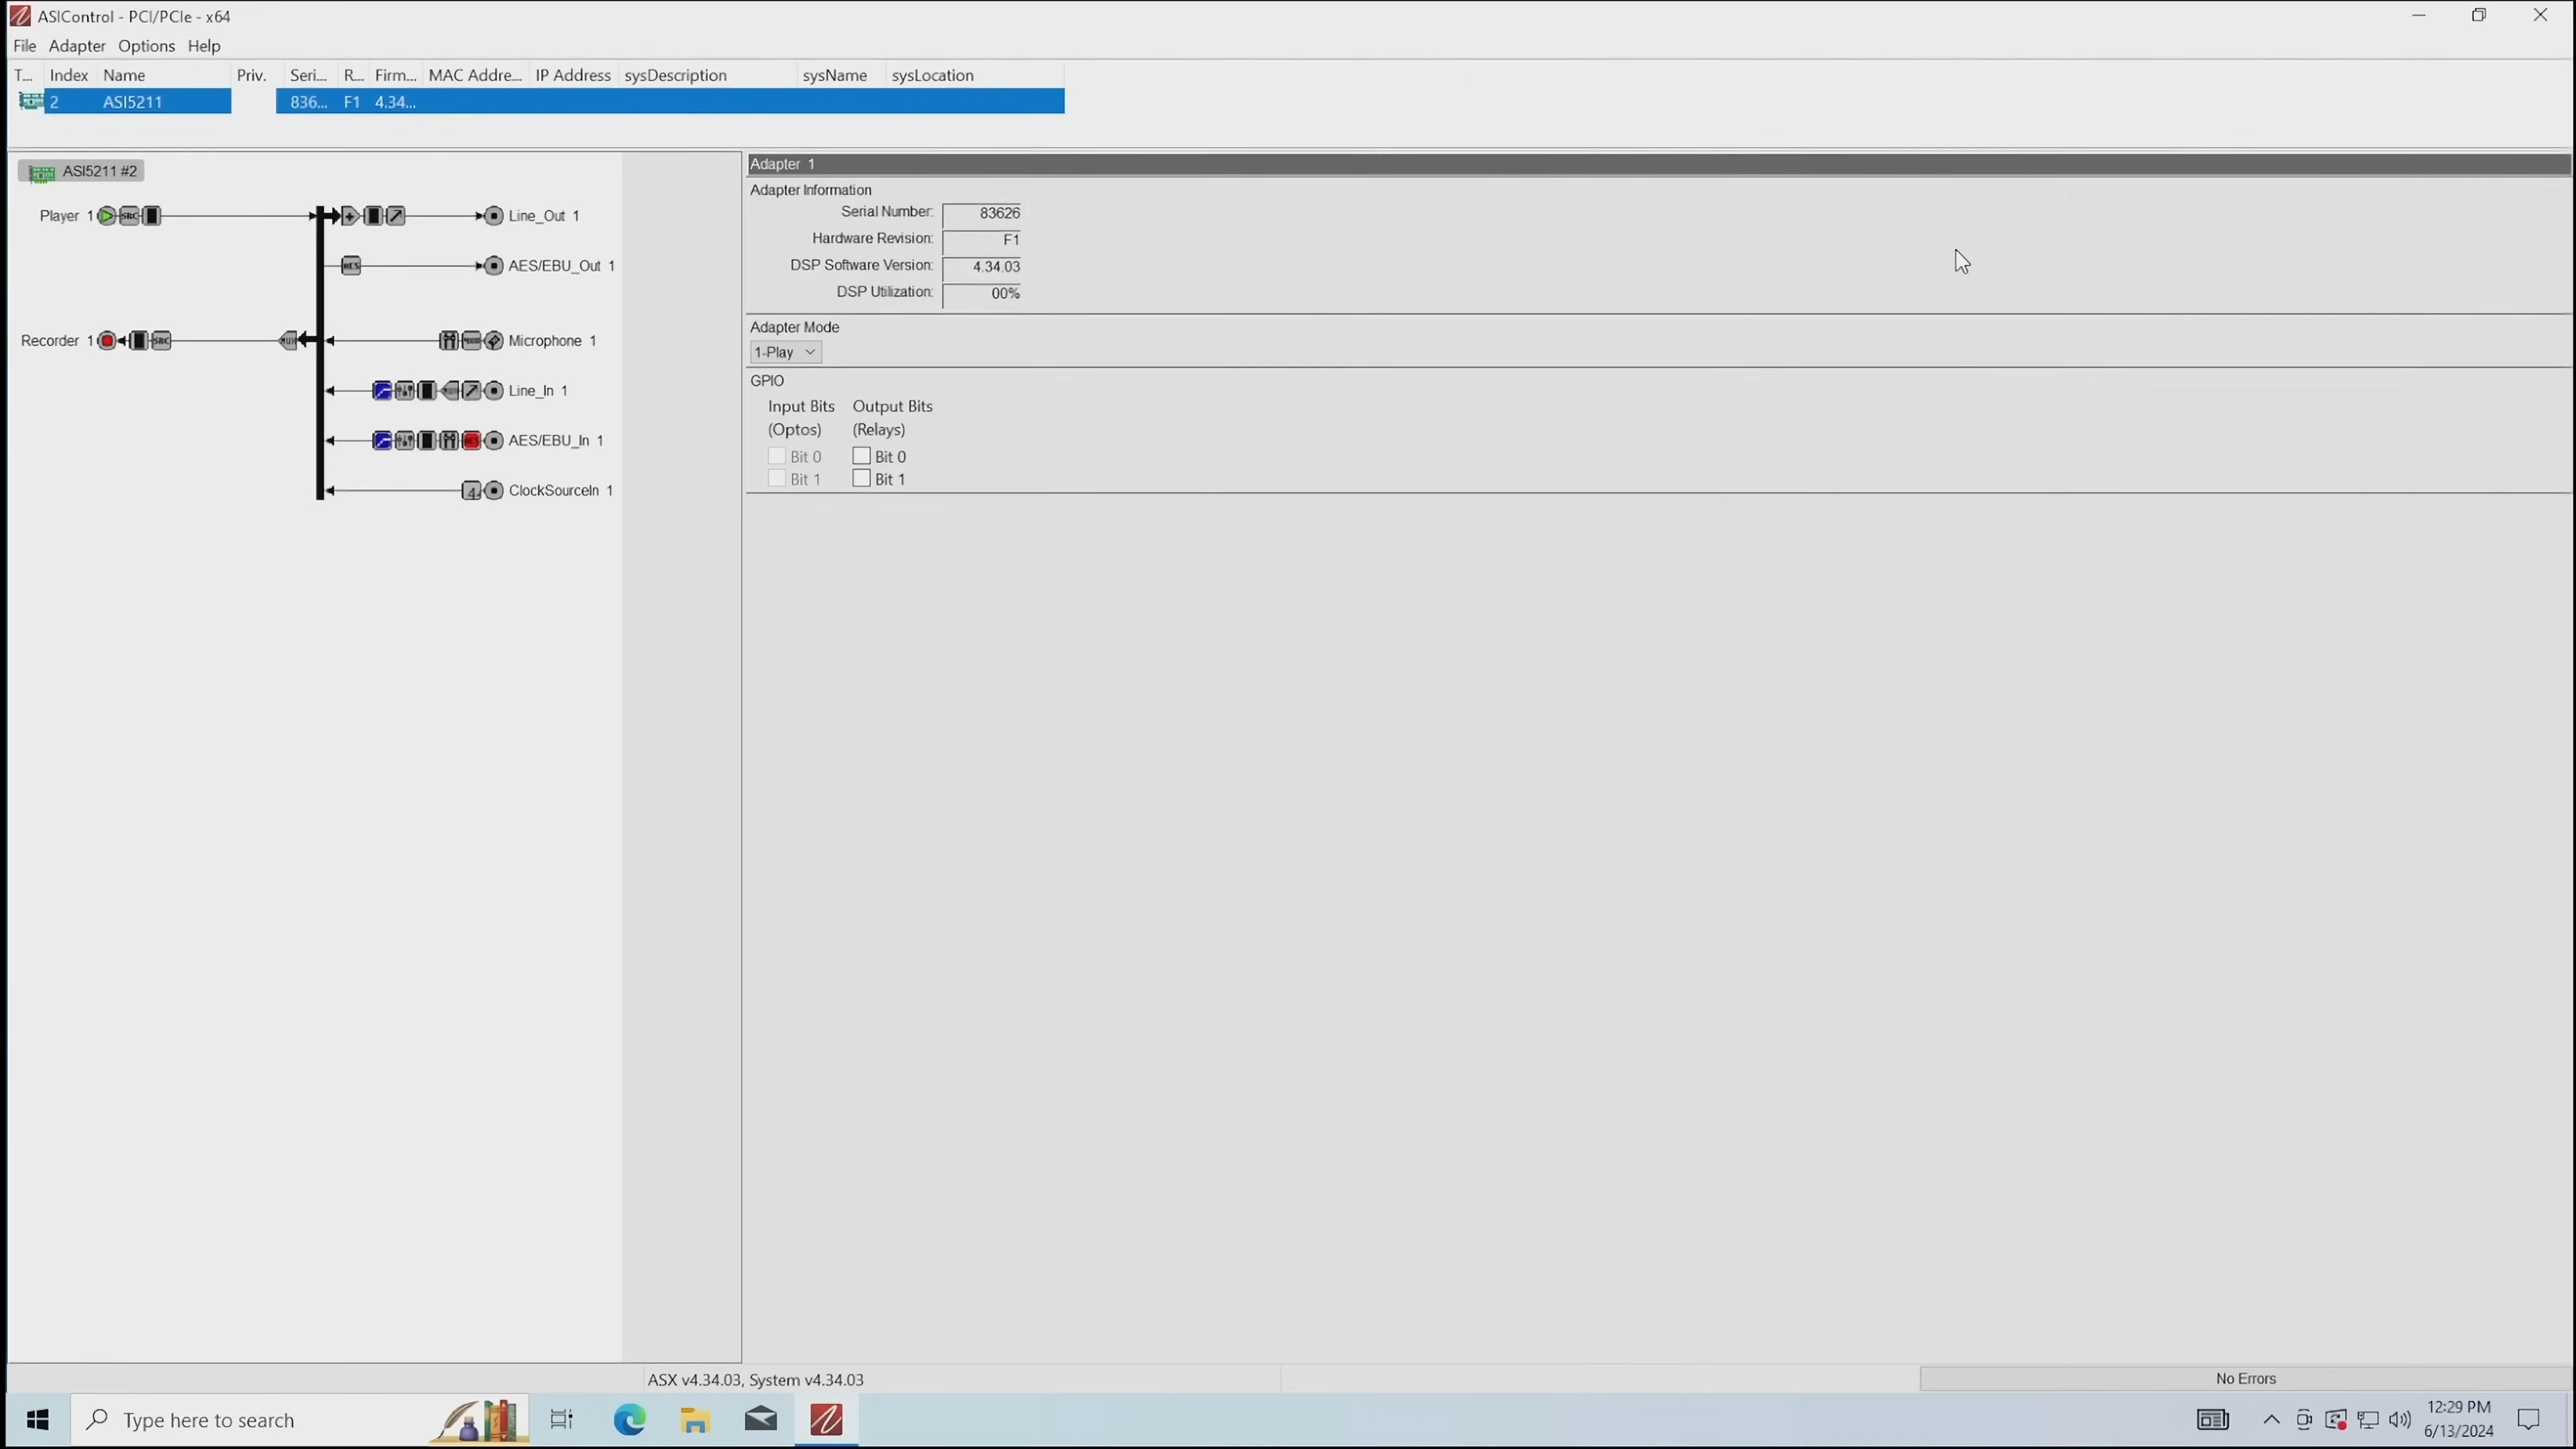 ASIControl - PCI/PCIe - x64
File Adapter Options Help
T... Index Name Priv. Seri... R... Firm... MAC Addre... IP Address sysDescription sysName sysLocation
2 ASI5211 836... F1 4.34...
ASI5211 #2
Player 1 SRC Line_Out 1
AES AES/EBU_Out 1
Recorder 1 SRC Microphone 1
Line_In 1
AES/EBU_In 1
ClockSourceIn 1
Adapter 1
Adapter Information
Serial Number: 83626
Hardware Revision: F1
DSP Software Version: 4.34.03
DSP Utilization: 00%
Adapter Mode
1-Play
GPIO
Input Bits Output Bits
(Optos) (Relays)
Bit 0 Bit 0
Bit 1 Bit 1
ASX v4.34.03, System v4.34.03
No Errors
Type here to search
12:29 PM
6/13/2024